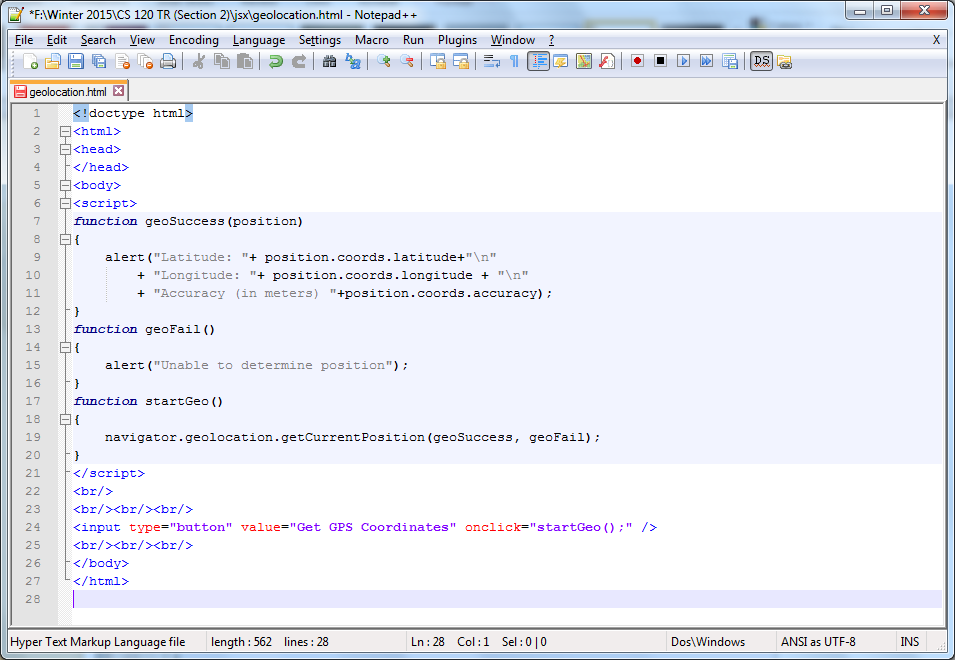 *F:\Winter 2015\CS 120 TR (Section 2)\jsx\geolocation.html - Notepad++
File Edit Search View Encoding Language Settings Macro Run Plugins Window ? X
DS
geolocation.html
1 <!doctype html>
2 <html>
3 <head>
4 </head>
5 <body>
6 <script>
7 function geoSuccess(position)
8 {
9 alert("Latitude: "+ position.coords.latitude+"\n"
10 + "Longitude: "+ position.coords.longitude + "\n"
11 + "Accuracy (in meters) "+position.coords.accuracy);
12 }
13 function geoFail()
14 {
15 alert("Unable to determine position");
16 }
17 function startGeo()
18 {
19 navigator.geolocation.getCurrentPosition(geoSuccess, geoFail);
20 }
21 </script>
22 <br/>
23 <br/><br/><br/>
24 <input type="button" value="Get GPS Coordinates" onclick="startGeo();" />
25 <br/><br/><br/>
26 </body>
27 </html>
28
Hyper Text Markup Language file length : 562 lines : 28 Ln : 28 Col : 1 Sel : 0 | 0 Dos\Windows ANSI as UTF-8 INS